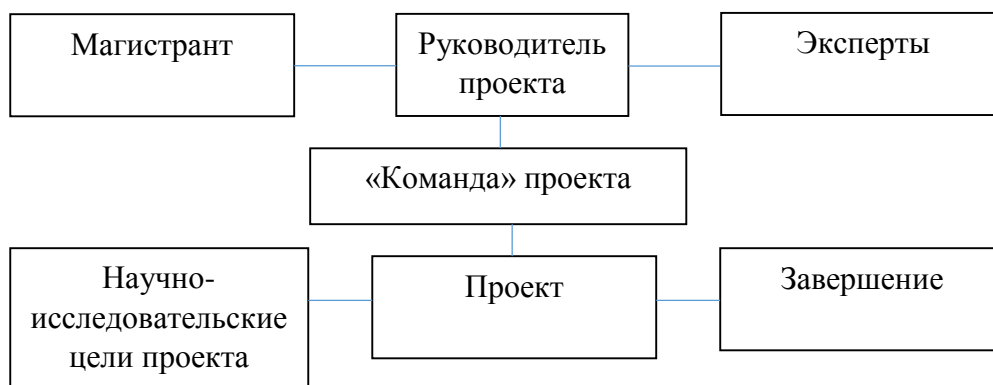 Магистрант
Руководитель
проекта
Эксперты
«Команда» проекта
Научно-
исследовательские
цели проекта
Проект
Завершение